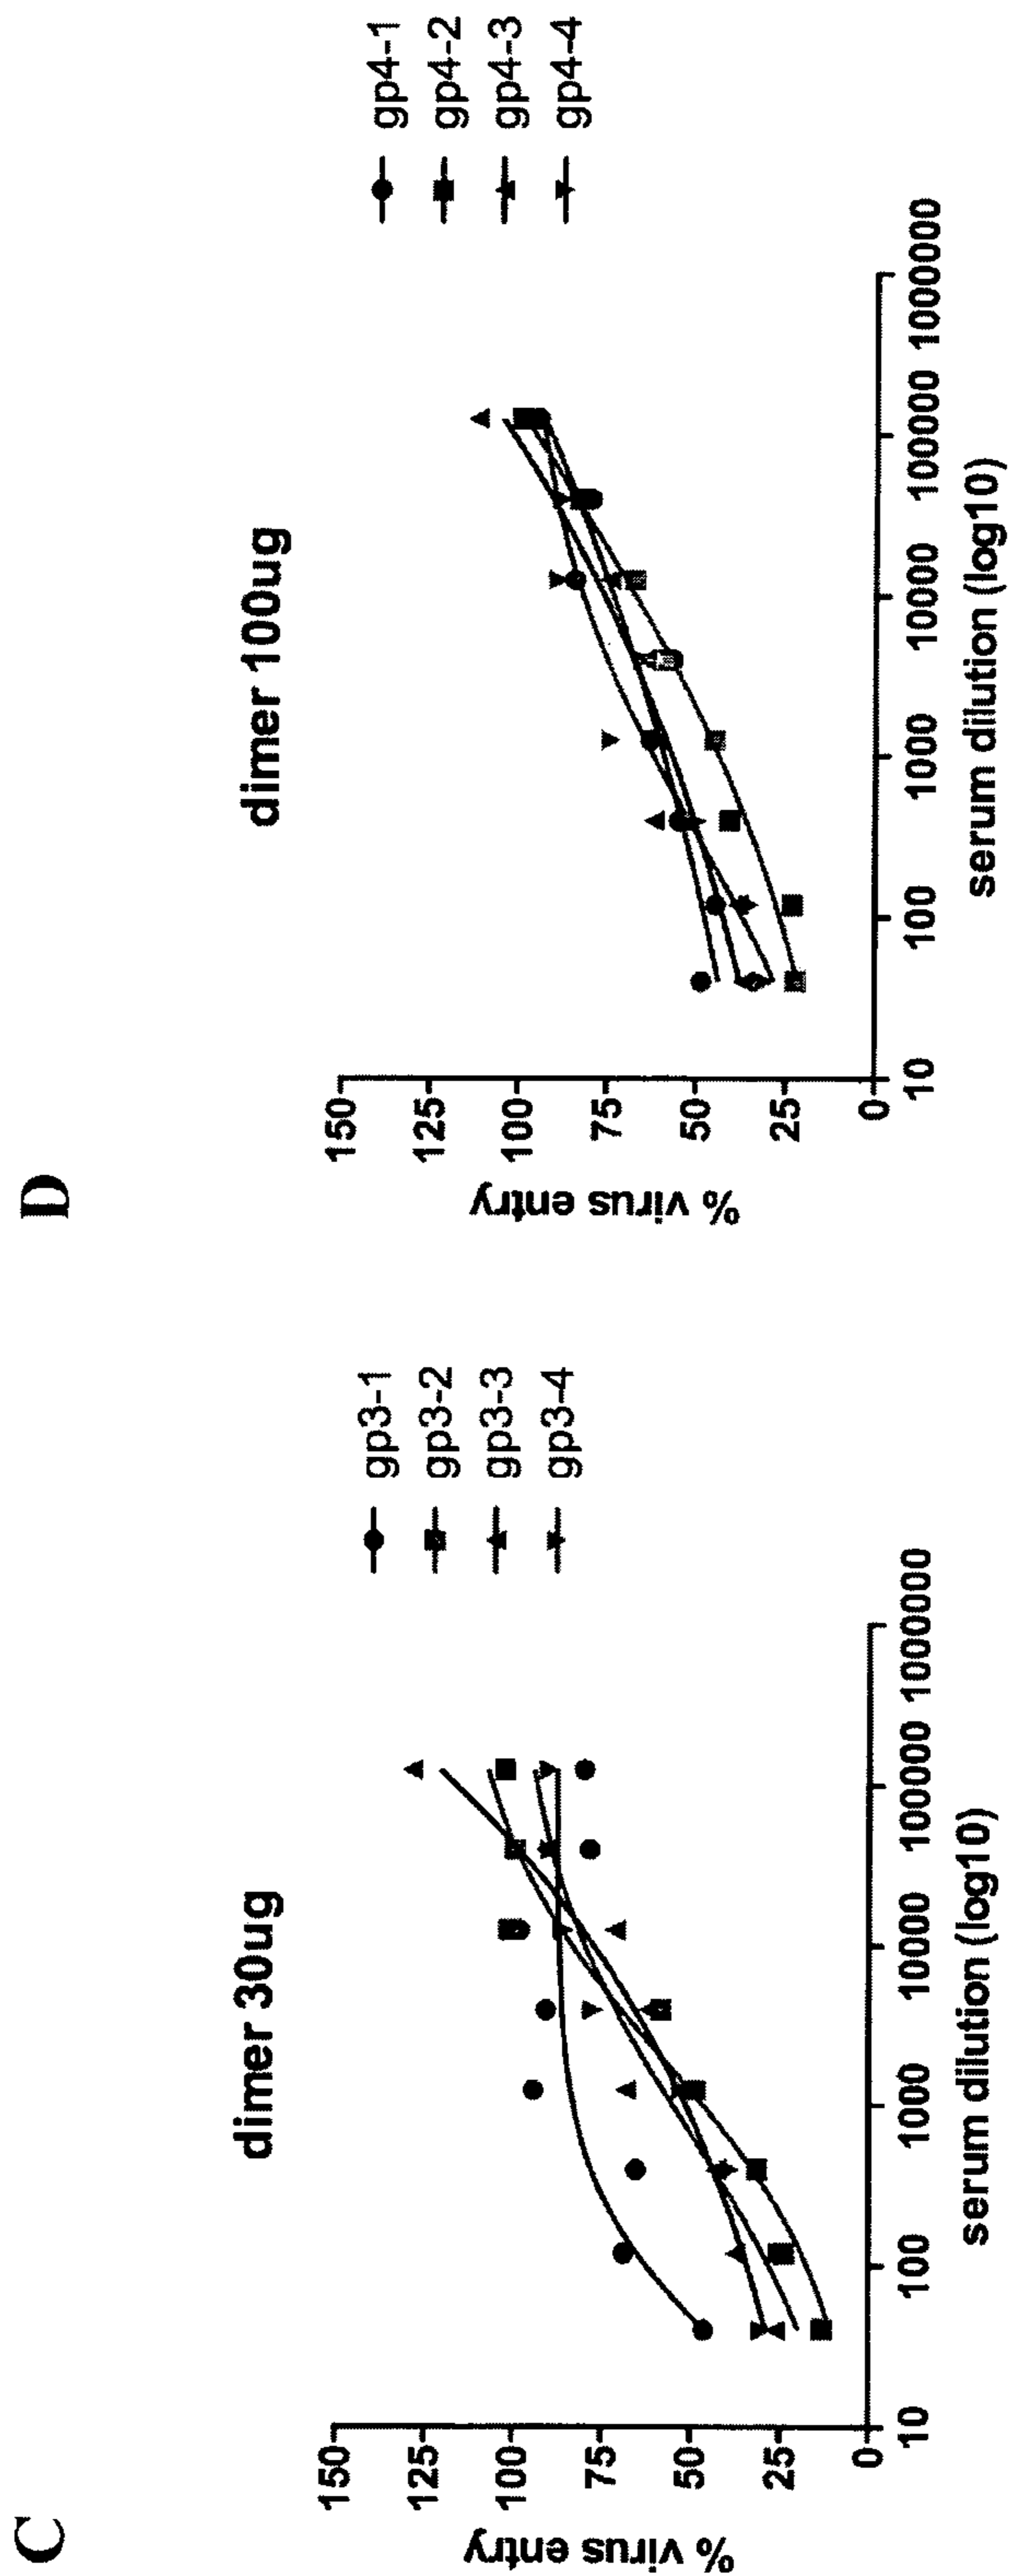 C
dimer 30ug
% virus entry
150
125
100
75
50
25
0
10
100
1000
10000
100000
1000000
serum dilution (log10)
gp3-1
gp3-2
gp3-3
gp3-4
D
dimer 100ug
% virus entry
150
125
100
75
50
25
0
10
100
1000
10000
100000
1000000
serum dilution (log10)
gp4-1
gp4-2
gp4-3
gp4-4